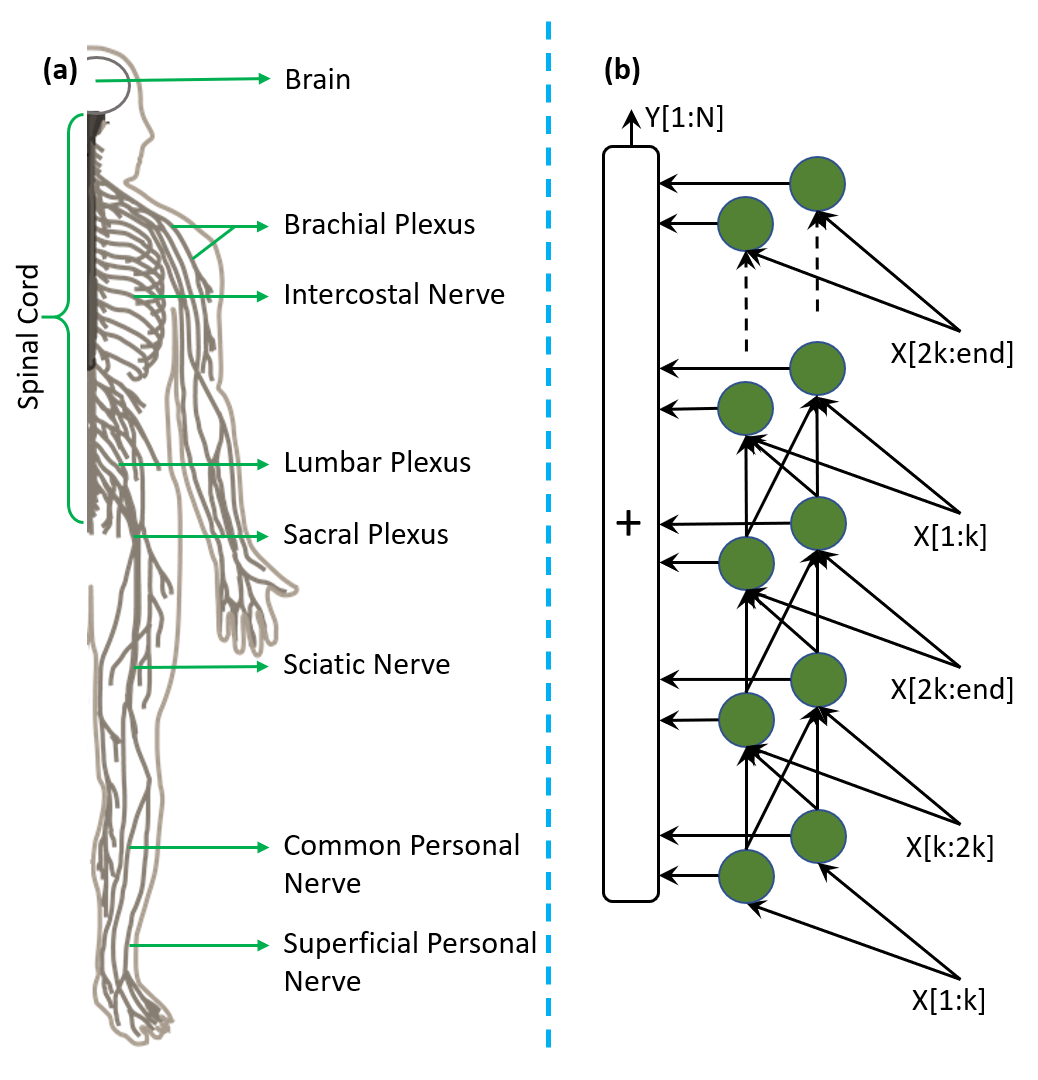 (a)
Brain
Brachial Plexus
Intercostal Nerve
Spinal Cord
Lumbar Plexus
Sacral Plexus
Sciatic Nerve
Common Personal
Nerve
Superficial Personal
Nerve
(b)
Y[1:N]
X[2k:end]
X[1:k]
+
X[2k:end]
X[k:2k]
X[1:k]